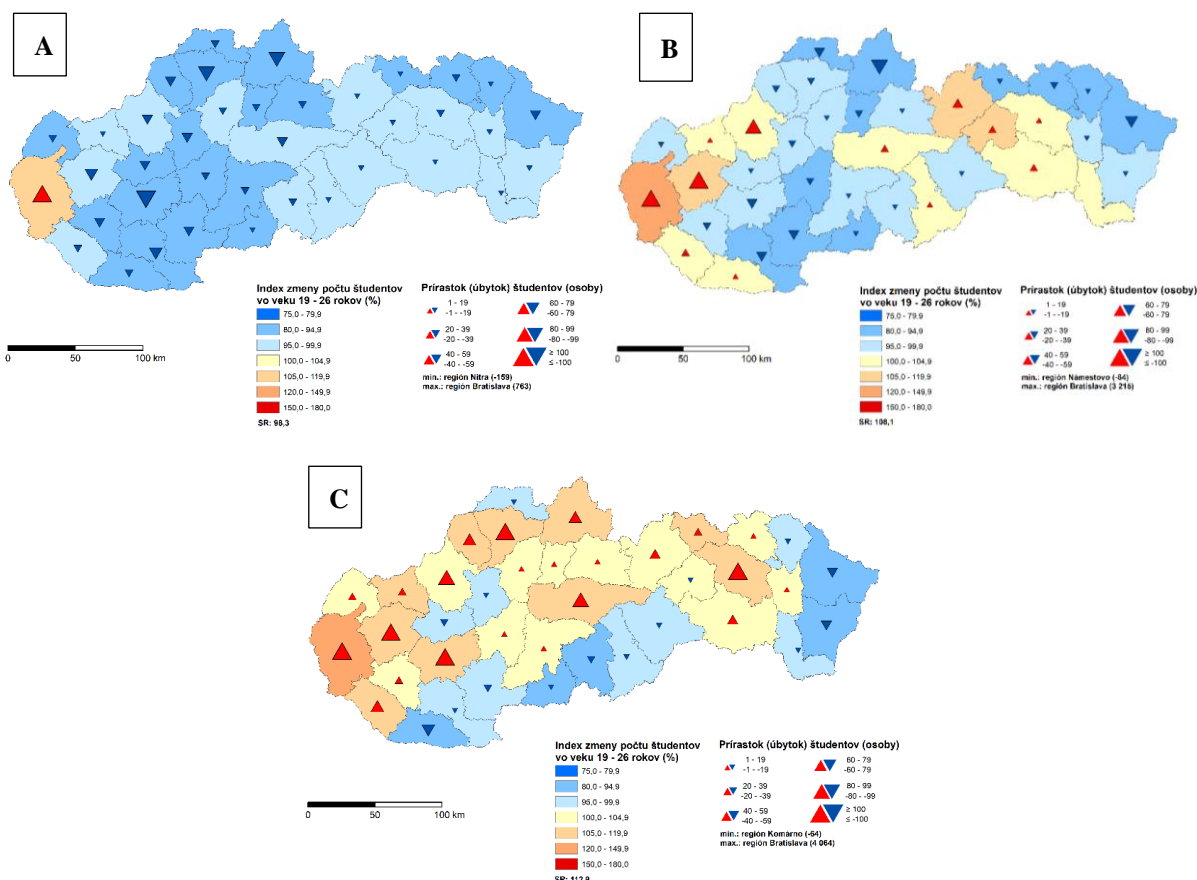 A
Index zmeny počtu študentov
vo veku 19 - 26 rokov (%)
75,0 - 79,9
80,0 - 94,9
95,0 - 99,9
100,0 - 104,9
105,0 - 119,9
120,0 - 149,9
150,0 - 180,0
SR: 98,3
Prírastok (úbytok) študentov (osoby)
1 - 19
-1 - -19
20 - 39
-20 - -39
40 - 59
-40 - -59
60 - 79
-60 - 79
80 - 99
-80 - -99
≥ 100
≤ -100
min.: región Nitra (-159)
max.: región Bratislava (763)
0 50 100 km
B
Index zmeny počtu študentov
vo veku 19 - 26 rokov (%)
75,0 - 79,9
80,0 - 94,9
95,0 - 99,9
100,0 - 104,9
105,0 - 119,9
120,0 - 149,9
150,0 - 180,0
SR: 108,1
Prírastok (úbytok) študentov (osoby)
1 - 19
-1 - -19
20 - 39
-20 - -39
40 - 59
-40 - -59
60 - 79
-60 - 79
80 - 99
-80 - -99
≥ 100
≤ -100
min.: región Námestovo (-84)
max.: región Bratislava (3 215)
0 50 100 km
C
Index zmeny počtu študentov
vo veku 19 - 26 rokov (%)
75,0 - 79,9
80,0 - 94,9
95,0 - 99,9
100,0 - 104,9
105,0 - 119,9
120,0 - 149,9
150,0 - 180,0
SR: 112,9
Prírastok (úbytok) študentov (osoby)
1 - 19
-1 - -19
20 - 39
-20 - -39
40 - 59
-40 - -59
60 - 79
-60 - 79
80 - 99
-80 - -99
≥ 100
≤ -100
min.: región Komárno (-64)
max.: región Bratislava (4 064)
0 50 100 km